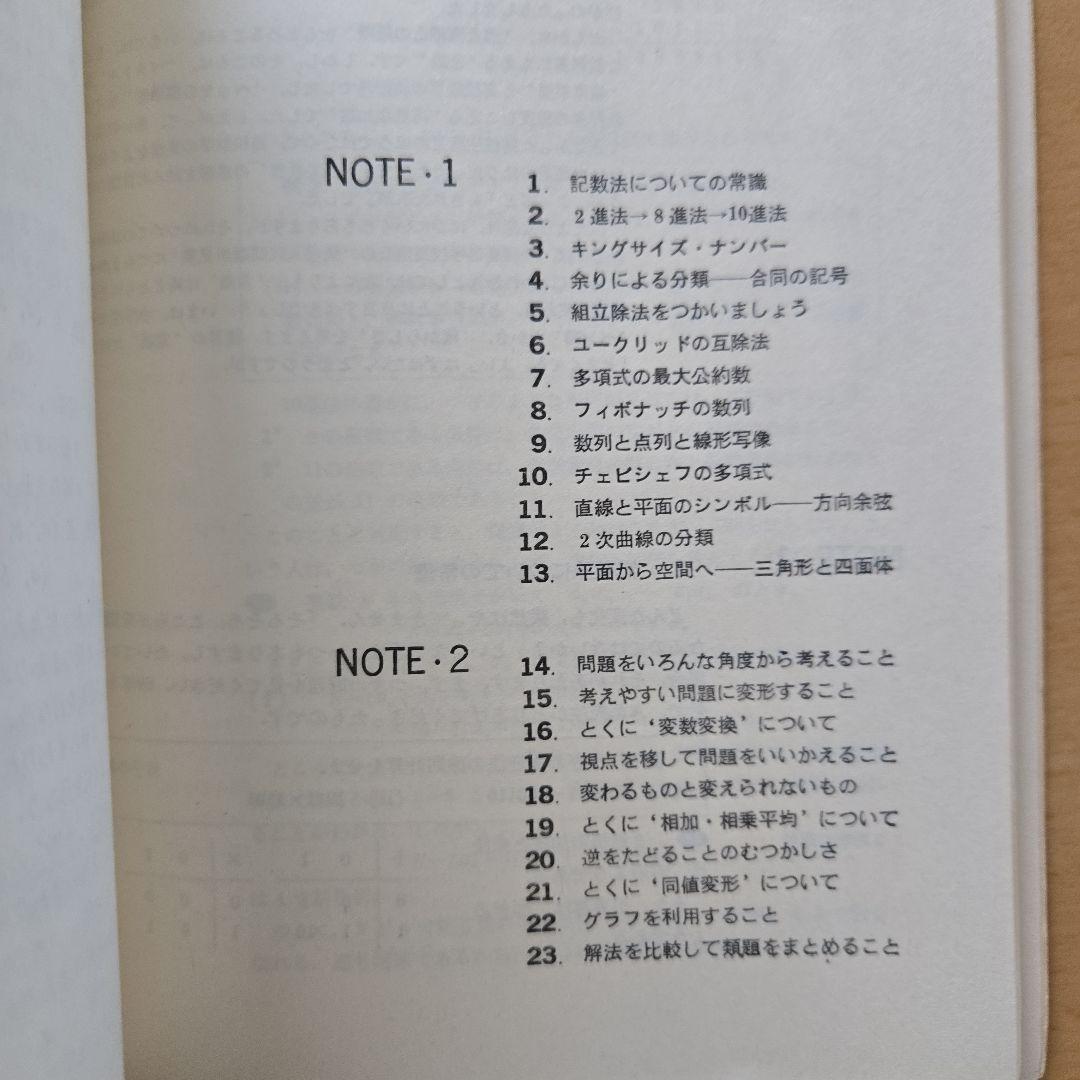 NOTE・1
1. 記数法についての常識
2. 2進法→8進法→10進法
3. キングサイズ・ナンバー
4. 余りによる分類――合同の記号
5. 組立除法をつかいましょう
6. ユークリッドの互除法
7. 多項式の最大公約数
8. フィボナッチの数列
9. 数列と点列と線形写像
10. チェビシェフの多項式
11. 直線と平面のシンボル――方向余弦
12. 2次曲線の分類
13. 平面から空間へ――三角形と四面体
NOTE・2
14. 問題をいろんな角度から考えること
15. 考えやすい問題に変形すること
16. とくに‘変数変換’について
17. 視点を移して問題をいいかえること
18. 変わるものと変えられないもの
19. とくに‘相加・相乗平均’について
20. 逆をたどることのむつかしさ
21. とくに‘同値変形’について
22. グラフを利用すること
23. 解法を比較して類題をまとめること